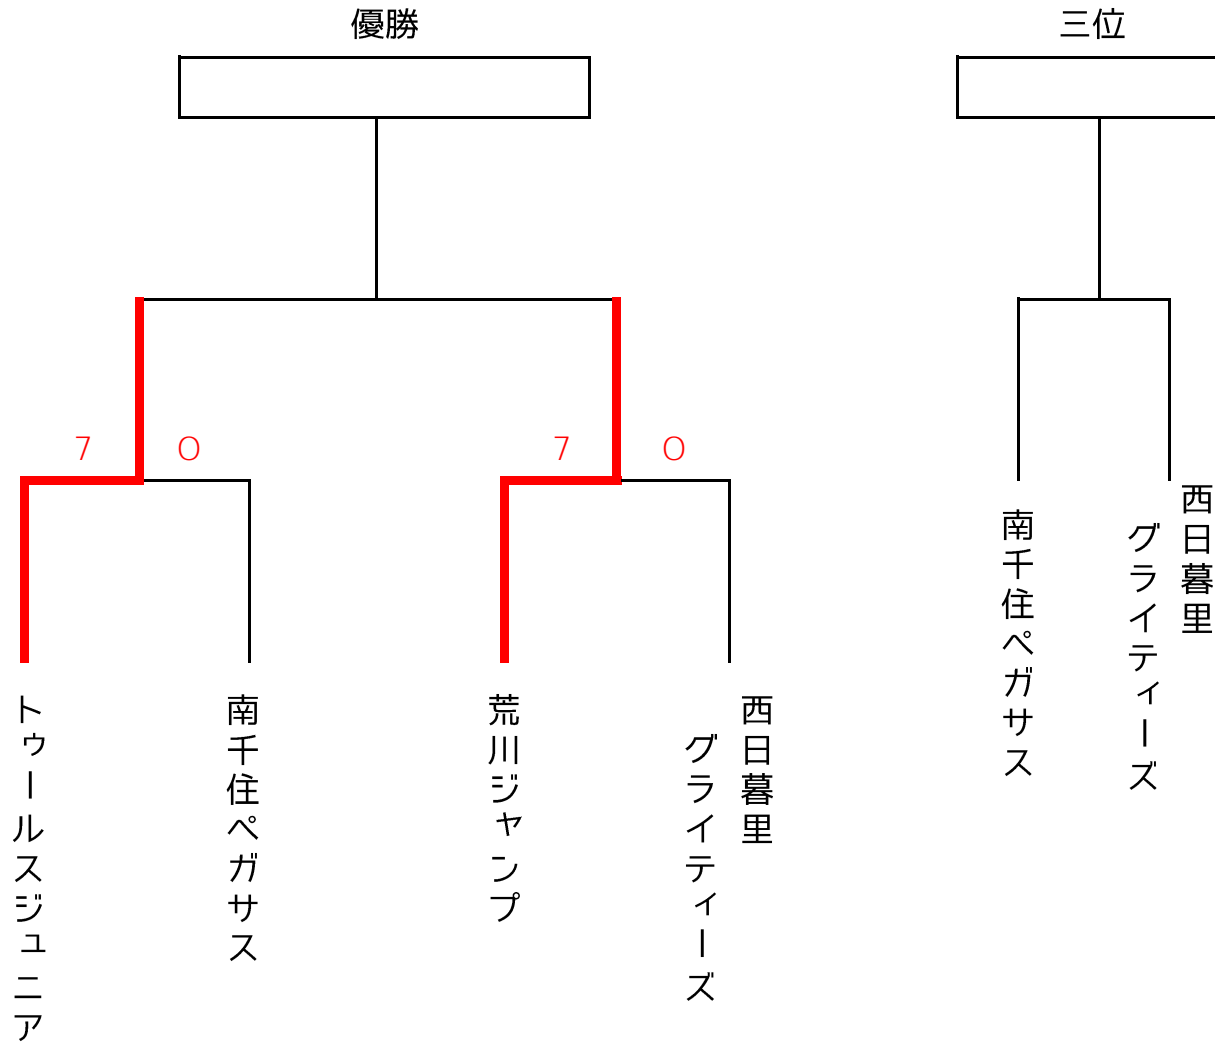 優勝
三位
7 0
7 0
トゥールスジュニア
南千住ペガサス
荒川ジャンプ
西日暮里
グライティーズ
南千住ペガサス
西日暮里
グライティーズ